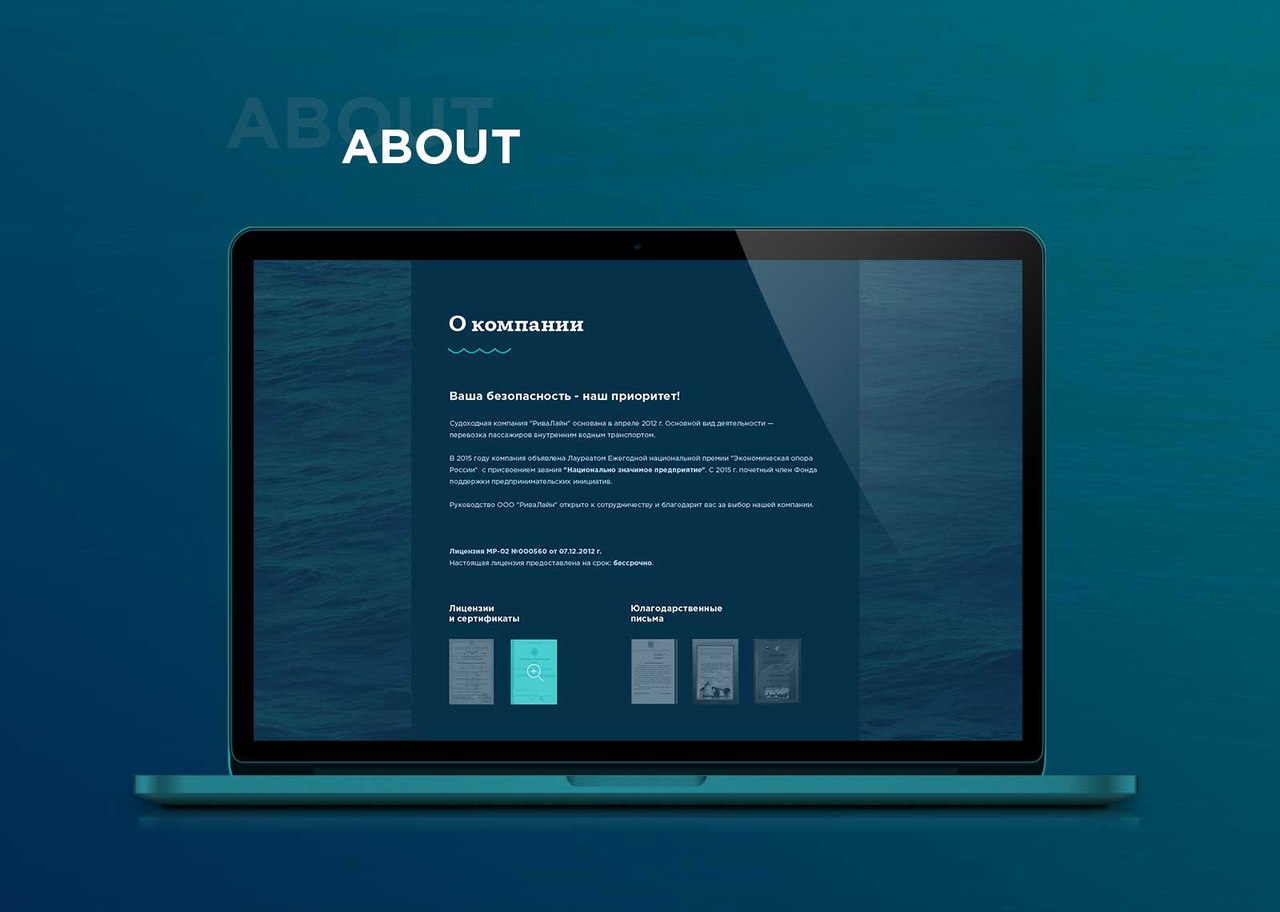 ABOUT
ABOUT
О компании
Ваша безопасность - наш приоритет!
Судоходная компания "РиваЛайн" основана в апреле 2012 г. Основной вид деятельности —
перевозка пассажиров внутренним водным транспортом.
В 2015 году компания объявлена Лауреатом Ежегодной национальной премии "Экономическая опора
России" с присвоением звания "Национально значимое предприятие". С 2015 г. почетный член Фонда
поддержки предпринимательских инициатив.
Руководство ООО "РиваЛайн" открыто к сотрудничеству и благодарит вас за выбор нашей компании.
Лицензия МР-02 №000560 от 07.12.2012 г.
Настоящая лицензия предоставлена на срок: бессрочно.
Лицензии
и сертификаты
Юлагодарственные
письма